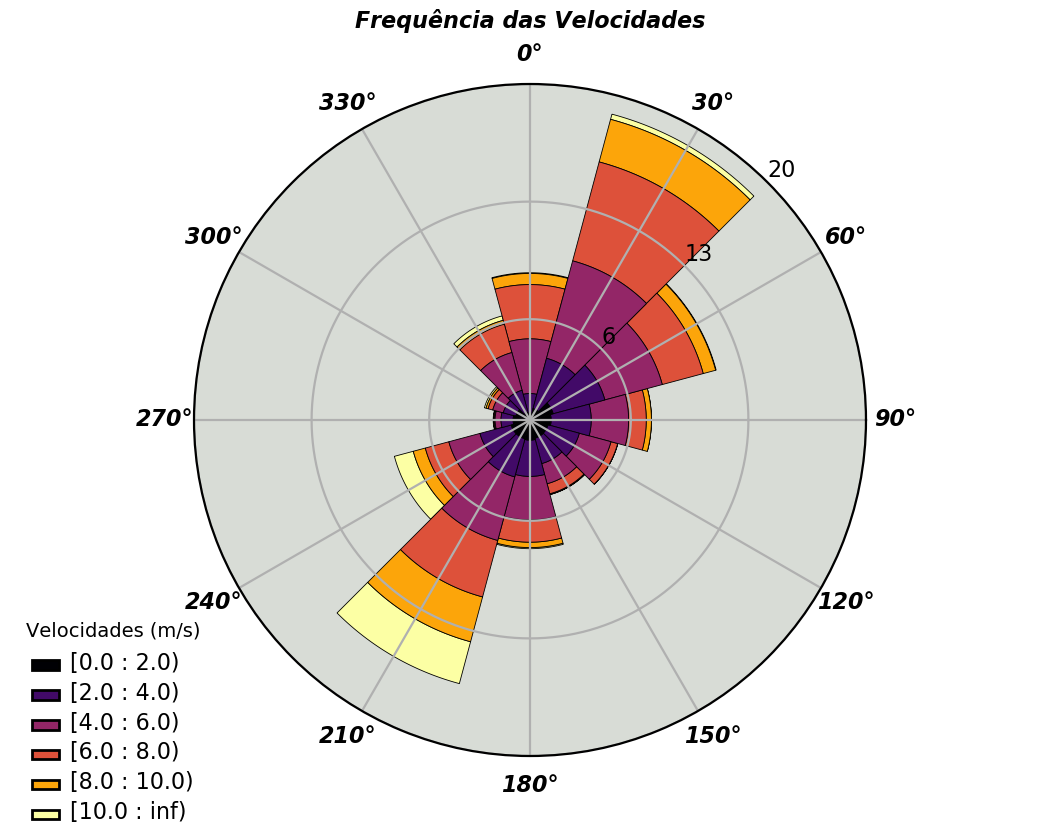 Frequência das Velocidades
0°
330°
30°
20
300°
60°
13
6
270°
90°
240°
120°
210°
150°
180°
Velocidades (m/s)
[0.0 : 2.0)
[2.0 : 4.0)
[4.0 : 6.0)
[6.0 : 8.0)
[8.0 : 10.0)
[10.0 : inf)